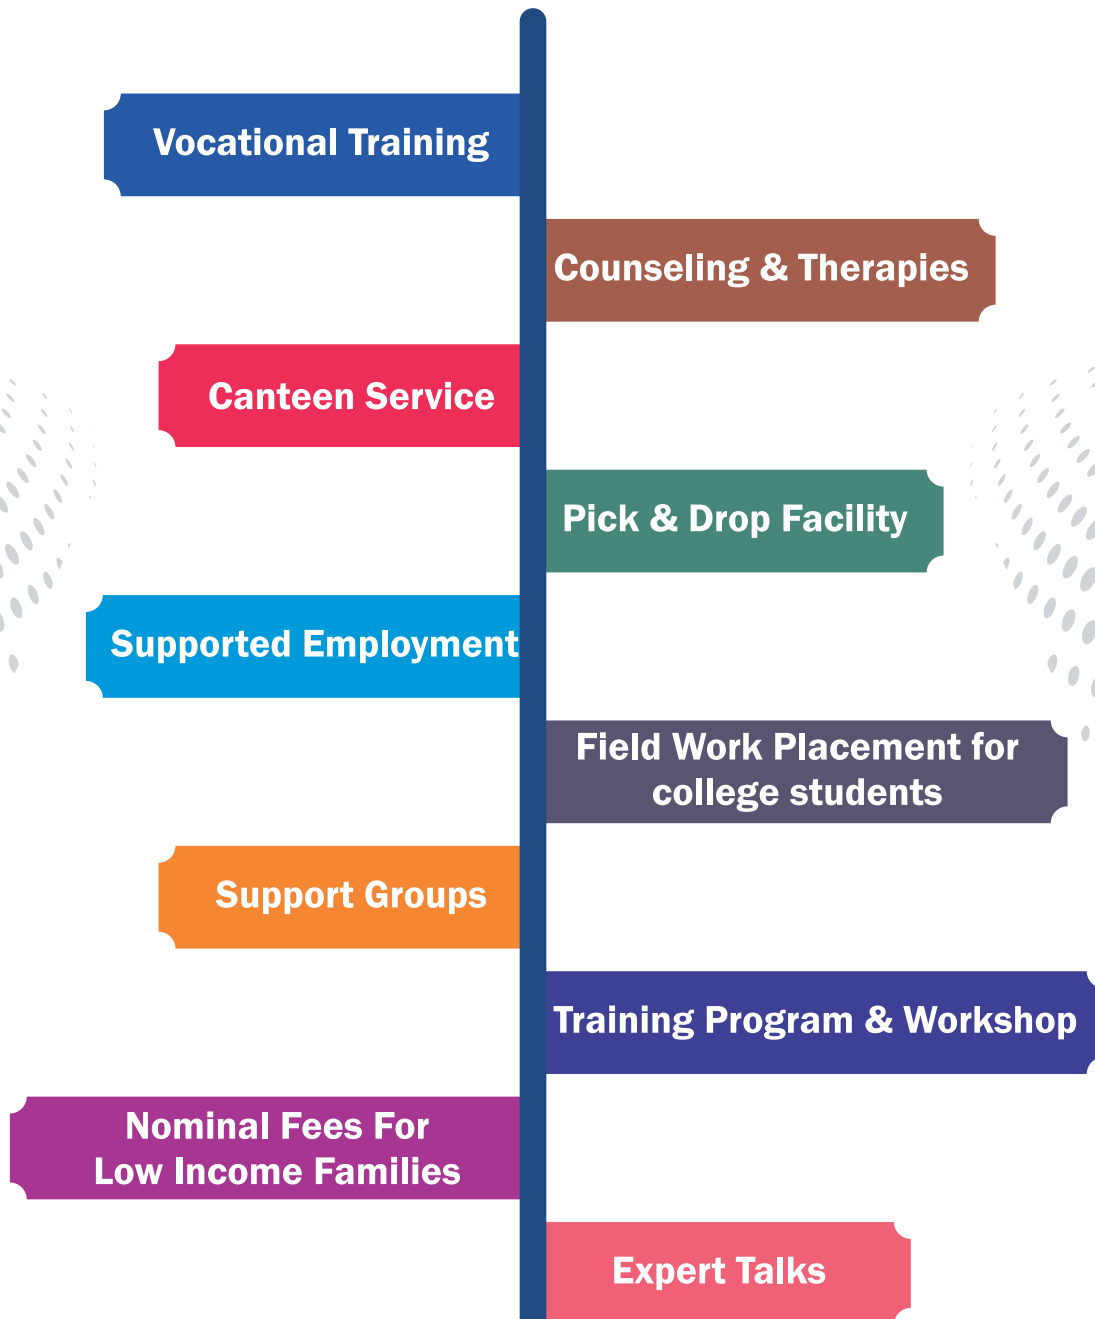 Vocational Training
Counseling & Therapies
Canteen Service
Pick & Drop Facility
Supported Employment
Field Work Placement for
college students
Support Groups
Training Program & Workshop
Nominal Fees For
Low Income Families
Expert Talks